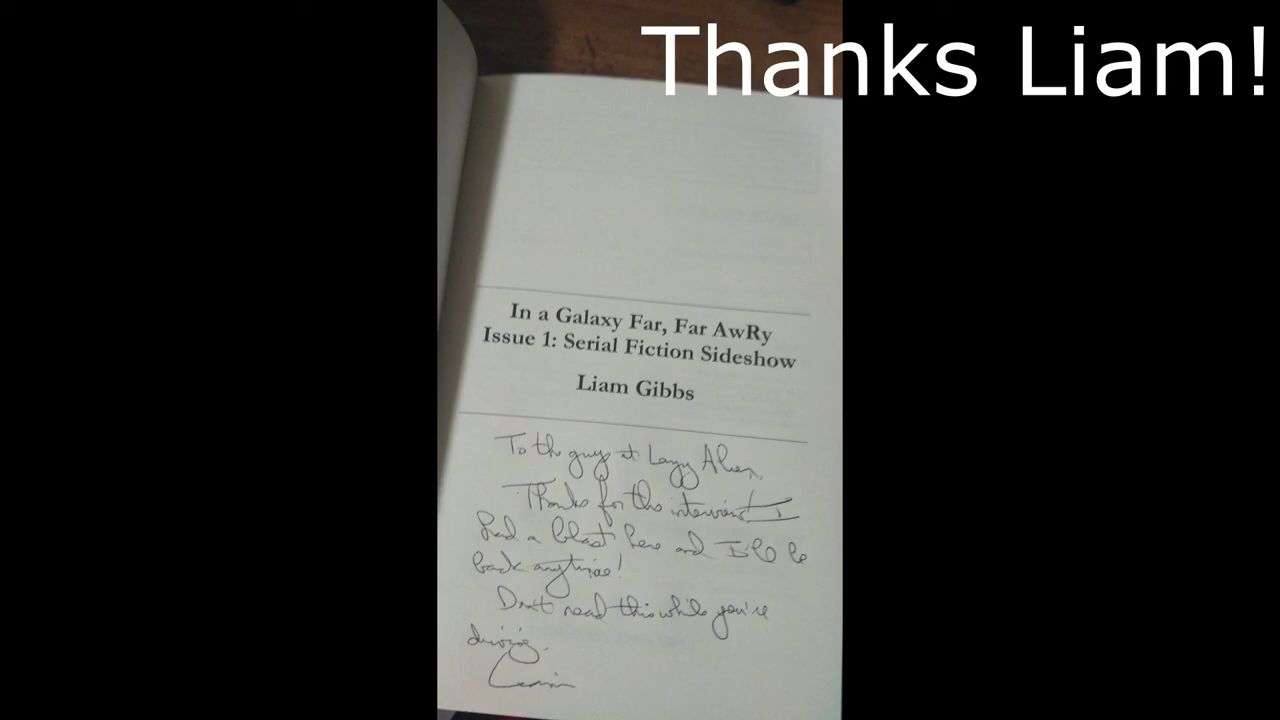 Thanks Liam!
In a Galaxy Far, Far AwRy
Issue 1: Serial Fiction Sideshow
Liam Gibbs
To the guys at Lazy Alien,
Thanks for the interview! I
had a blast here and I'll be
back anytime!
Don't read this while you're
driving.
Liam